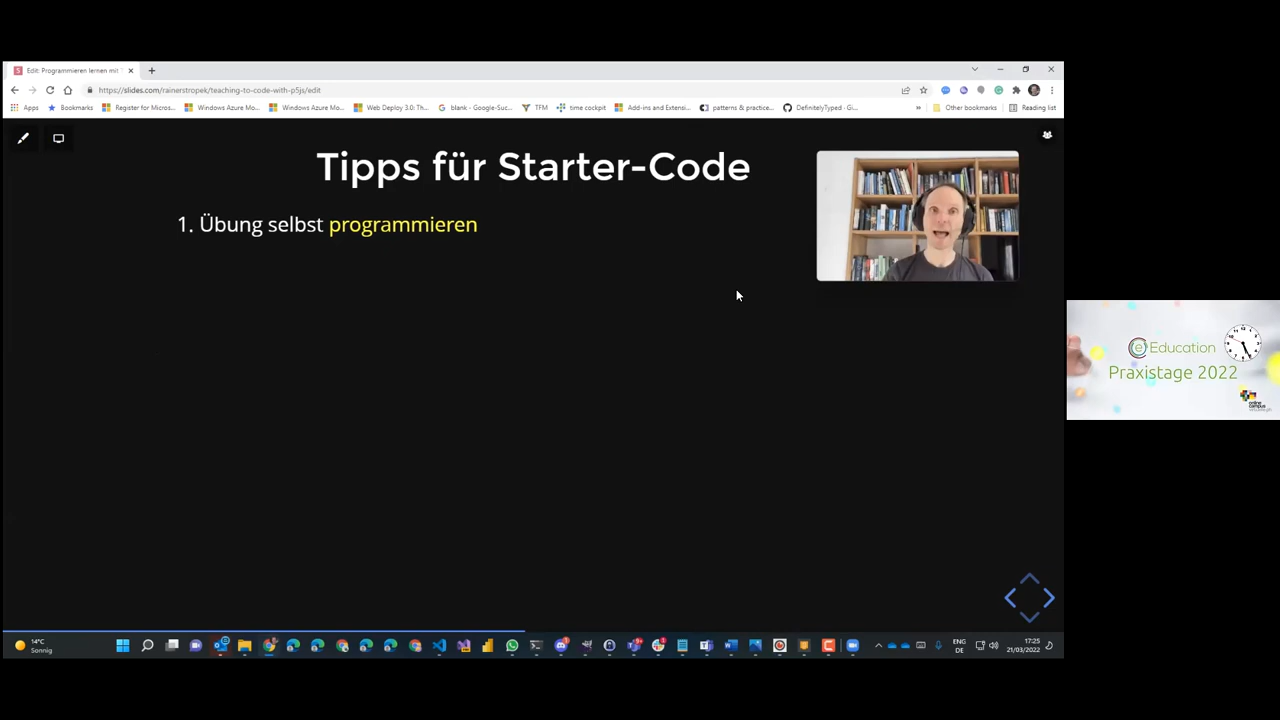 Edit: Programmieren lernen mit
https://slides.com/rainerstropek/teaching-to-code-with-p5js/edit
Apps
Bookmarks
Register for Micros...
Windows Azure Mo...
Windows Azure Mo...
Web Deploy 3.0: Th...
blank - Google-Suc...
TFM
time cockpit
Add-ins and Extensi...
patterns & practice...
DefinitelyTyped - Gi...
»
Other bookmarks
Reading list
Tipps für Starter-Code
1. Übung selbst programmieren
e Education
Praxistage 2022
online
campus
14°C
Sonnig
ENG
DE
17:25
21/03/2022